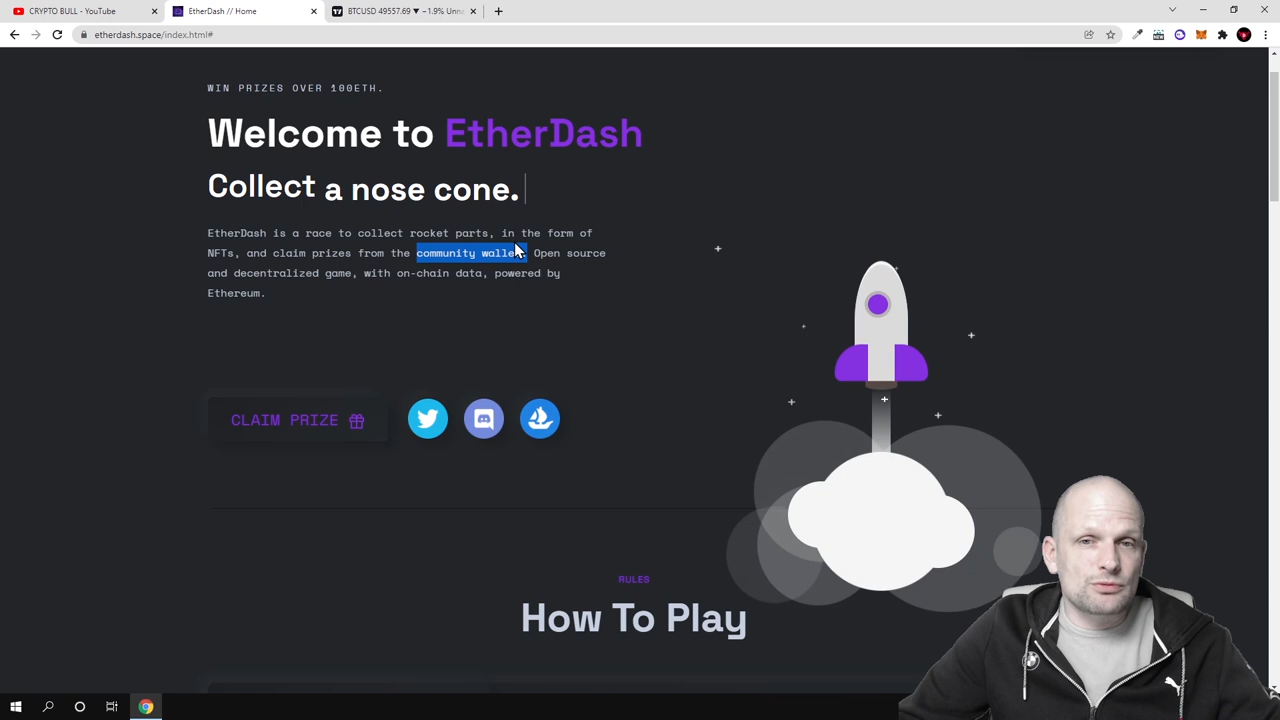 CRYPTO BULL - YouTube
EtherDash // Home
BTCUSD 49557.69 ▼ −1.9% Unna
etherdash.space/index.html#
WIN PRIZES OVER 100ETH.
Welcome to EtherDash
Collect a nose cone.
EtherDash is a race to collect rocket parts, in the form of
NFTs, and claim prizes from the community wallet. Open source
and decentralized game, with on-chain data, powered by
Ethereum.
CLAIM PRIZE
RULES
How To Play